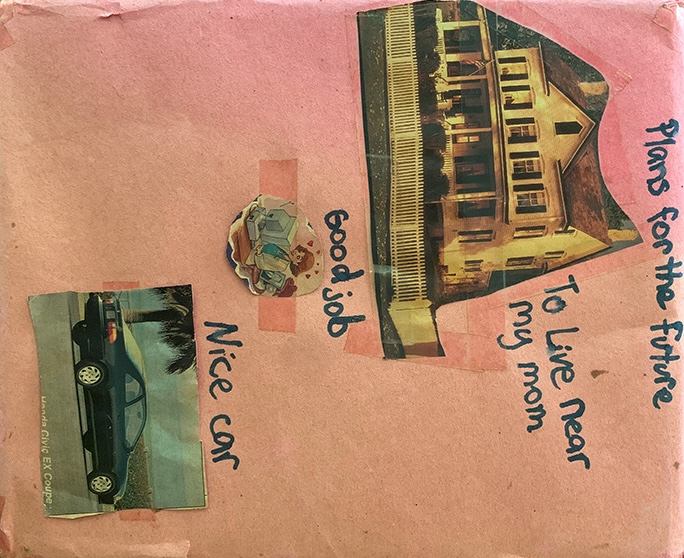 Plans for the future
To Live near
my mom
Good job
Nice car
Honda Civic EX Coupe